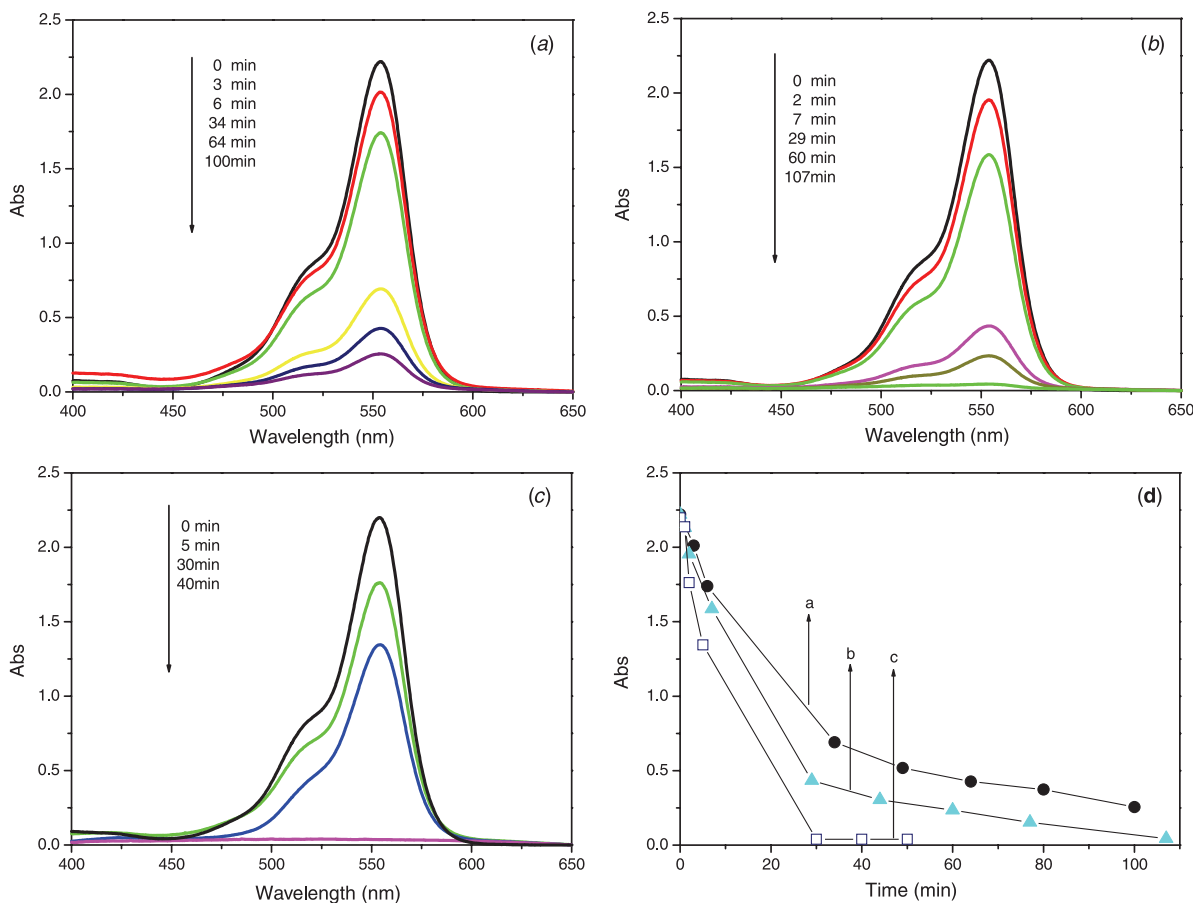 (a)
0 min
3 min
6 min
34 min
64 min
100min
2.5
2.0
1.5
1.0
0.5
0.0
Abs
400 450 500 550 600 650
Wavelength (nm)
(b)
0 min
2 min
7 min
29 min
60 min
107min
2.5
2.0
1.5
1.0
0.5
0.0
Abs
400 450 500 550 600 650
Wavelength (nm)
(c)
0 min
5 min
30min
40min
2.5
2.0
1.5
1.0
0.5
0.0
Abs
400 450 500 550 600 650
Wavelength (nm)
(d)
a
b
c
2.5
2.0
1.5
1.0
0.5
0.0
Abs
0 20 40 60 80 100
Time (min)